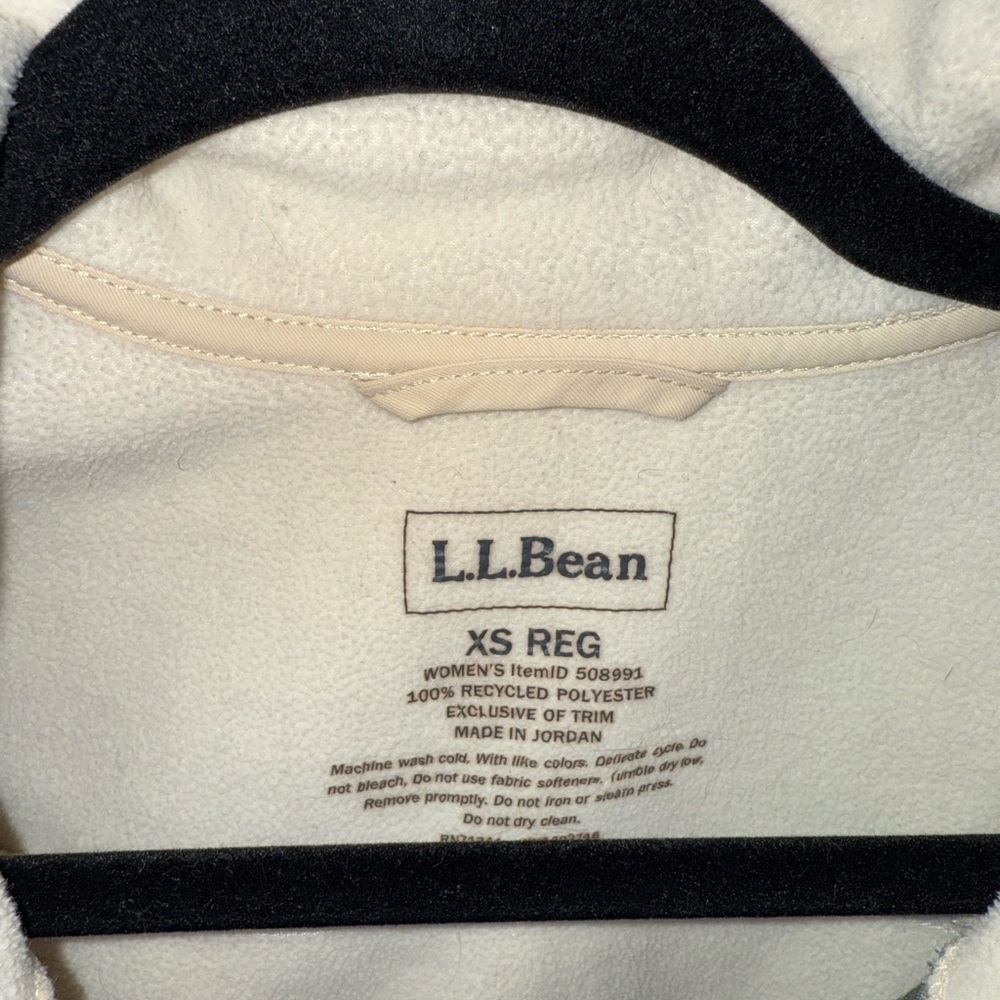 L.L.Bean
XS REG
WOMEN'S ItemID 508991
100% RECYCLED POLYESTER
EXCLUSIVE OF TRIM
MADE IN JORDAN
Machine wash cold. With like colors. Delicate cycle. Do
not bleach, Do not use fabric softeners. Tumble dry low,
Remove promptly. Do not iron or steam press.
Do not dry clean.